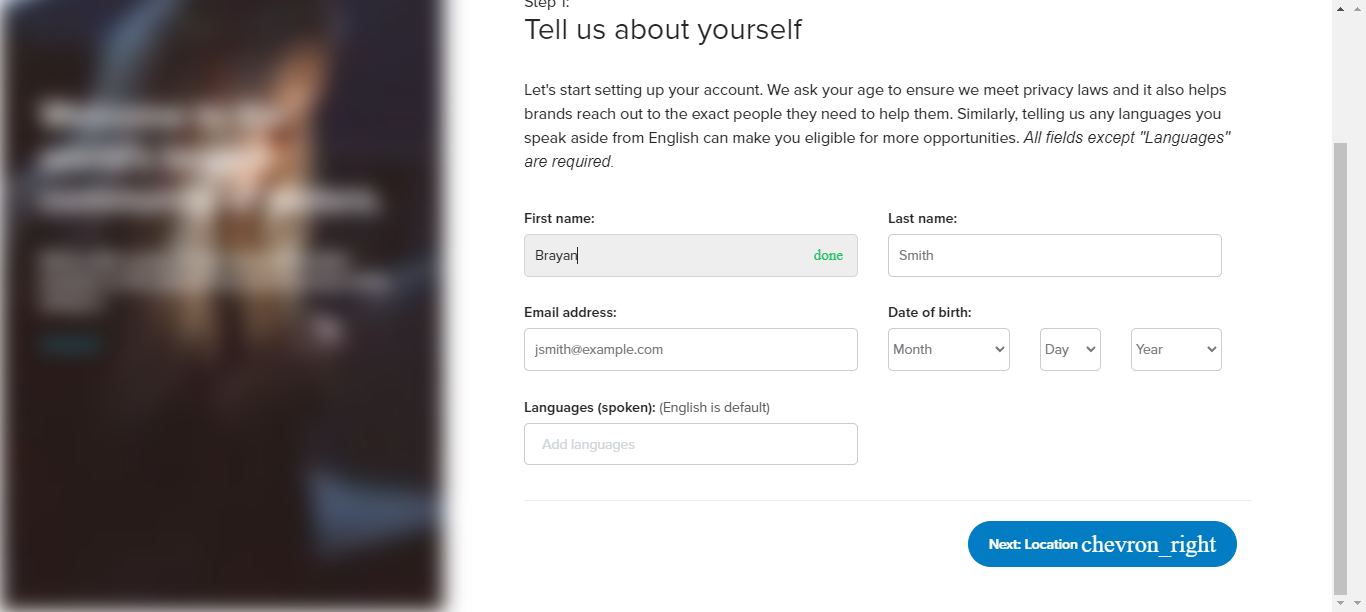 Step 1:
Tell us about yourself
Let's start setting up your account. We ask your age to ensure we meet privacy laws and it also helps
brands reach out to the exact people they need to help them. Similarly, telling us any languages you
speak aside from English can make you eligible for more opportunities. All fields except "Languages"
are required.
First name:
Last name:
Brayan done
Smith
Email address:
Date of birth:
jsmith@example.com
Month Day Year
Languages (spoken): (English is default)
Add languages
Next: Location chevron_right